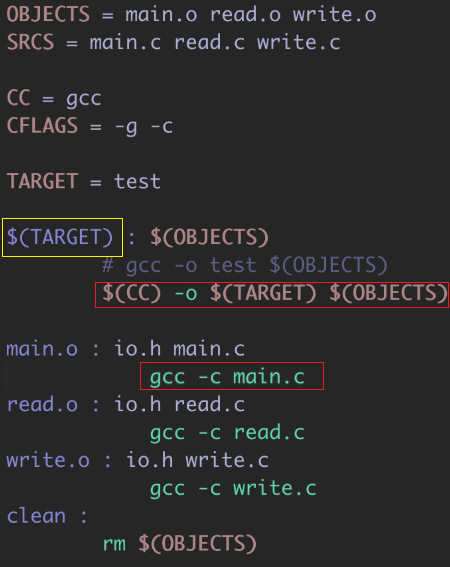 OBJECTS = main.o read.o write.o
SRCS = main.c read.c write.c
CC = gcc
CFLAGS = -g -c
TARGET = test
$(TARGET) : $(OBJECTS)
# gcc -o test $(OBJECTS)
$(CC) -o $(TARGET) $(OBJECTS)
main.o : io.h main.c
gcc -c main.c
read.o : io.h read.c
gcc -c read.c
write.o : io.h write.c
gcc -c write.c
clean :
rm $(OBJECTS)